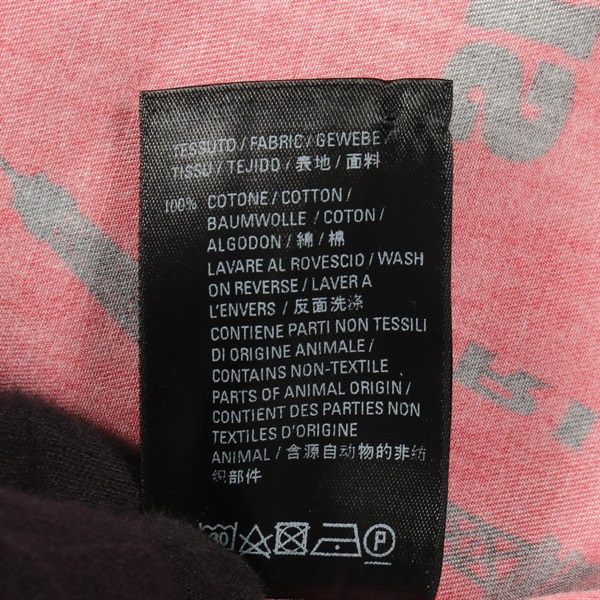 TESSUTO / FABRIC / GEWEBE
TISSU / TEJIDO / 表地 / 面料
100% COTONE / COTTON /
BAUMWOLLE / COTON /
ALGODON / 綿 / 棉
LAVARE AL ROVESCIO / WASH
ON REVERSE / LAVER A
L'ENVERS / 反面洗涤
CONTIENE PARTI NON TESSILI
DI ORIGINE ANIMALE /
CONTAINS NON-TEXTILE
PARTS OF ANIMAL ORIGIN /
CONTIENT DES PARTIES NON
TEXTILES D'ORIGINE
ANIMAL / 含源自动物的非纺
织部件
30 P